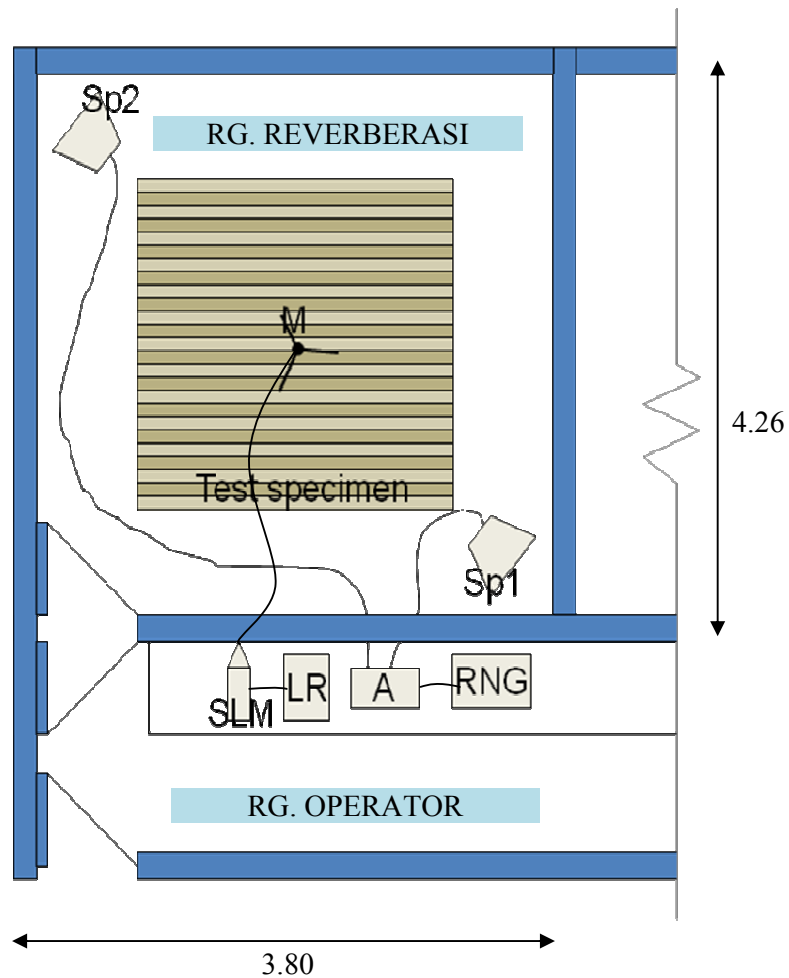 Sp2
RG. REVERBERASI
M
4.26
Test specimen
Sp1
SLM
LR
A
RNG
RG. OPERATOR
3.80